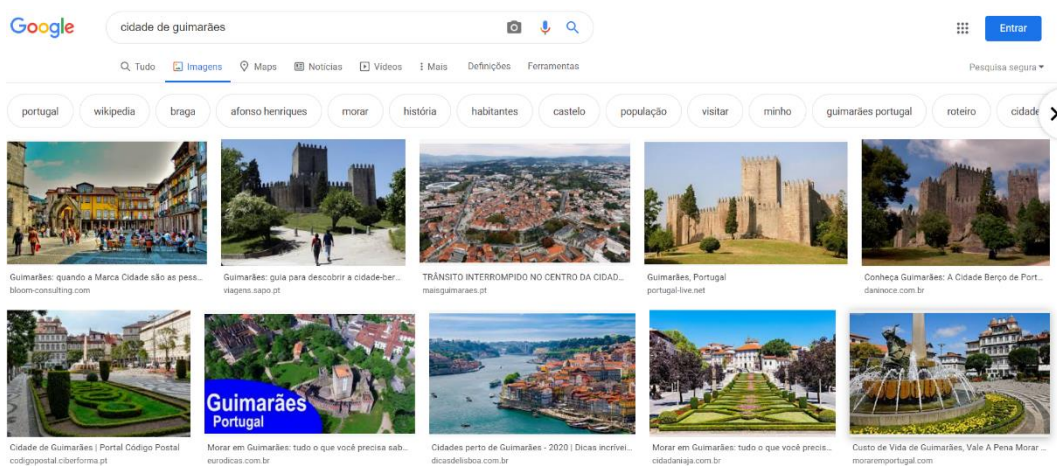 Google
cidade de guimarães
Entrar
Tudo Imagens Maps Notícias Vídeos Mais Definições Ferramentas Pesquisa segura
portugal wikipedia braga afonso henriques morar história habitantes castelo população visitar minho guimarães portugal roteiro cidade
Guimarães: quando a Marca Cidade são as pess...
bloom-consulting.com
Guimarães: guia para descobrir a cidade-ber...
viagens.sapo.pt
TRÂNSITO INTERROMPIDO NO CENTRO DA CIDAD...
maisguimaraes.pt
Guimarães, Portugal
portugal-live.net
Conheça Guimarães: A Cidade Berço de Port...
daninoce.com.br
Guimarães
Portugal
Cidade de Guimarães | Portal Código Postal
codigopostal.ciberforma.pt
Morar em Guimarães: tudo o que você precisa sab...
eurodicas.com.br
Cidades perto de Guimarães - 2020 | Dicas incrívei...
dicasdelisboa.com.br
Morar em Guimarães: tudo o que você precis...
cidadaniaja.com.br
Custo de Vida de Guimarães, Vale A Pena Morar ...
moraremportugal.com